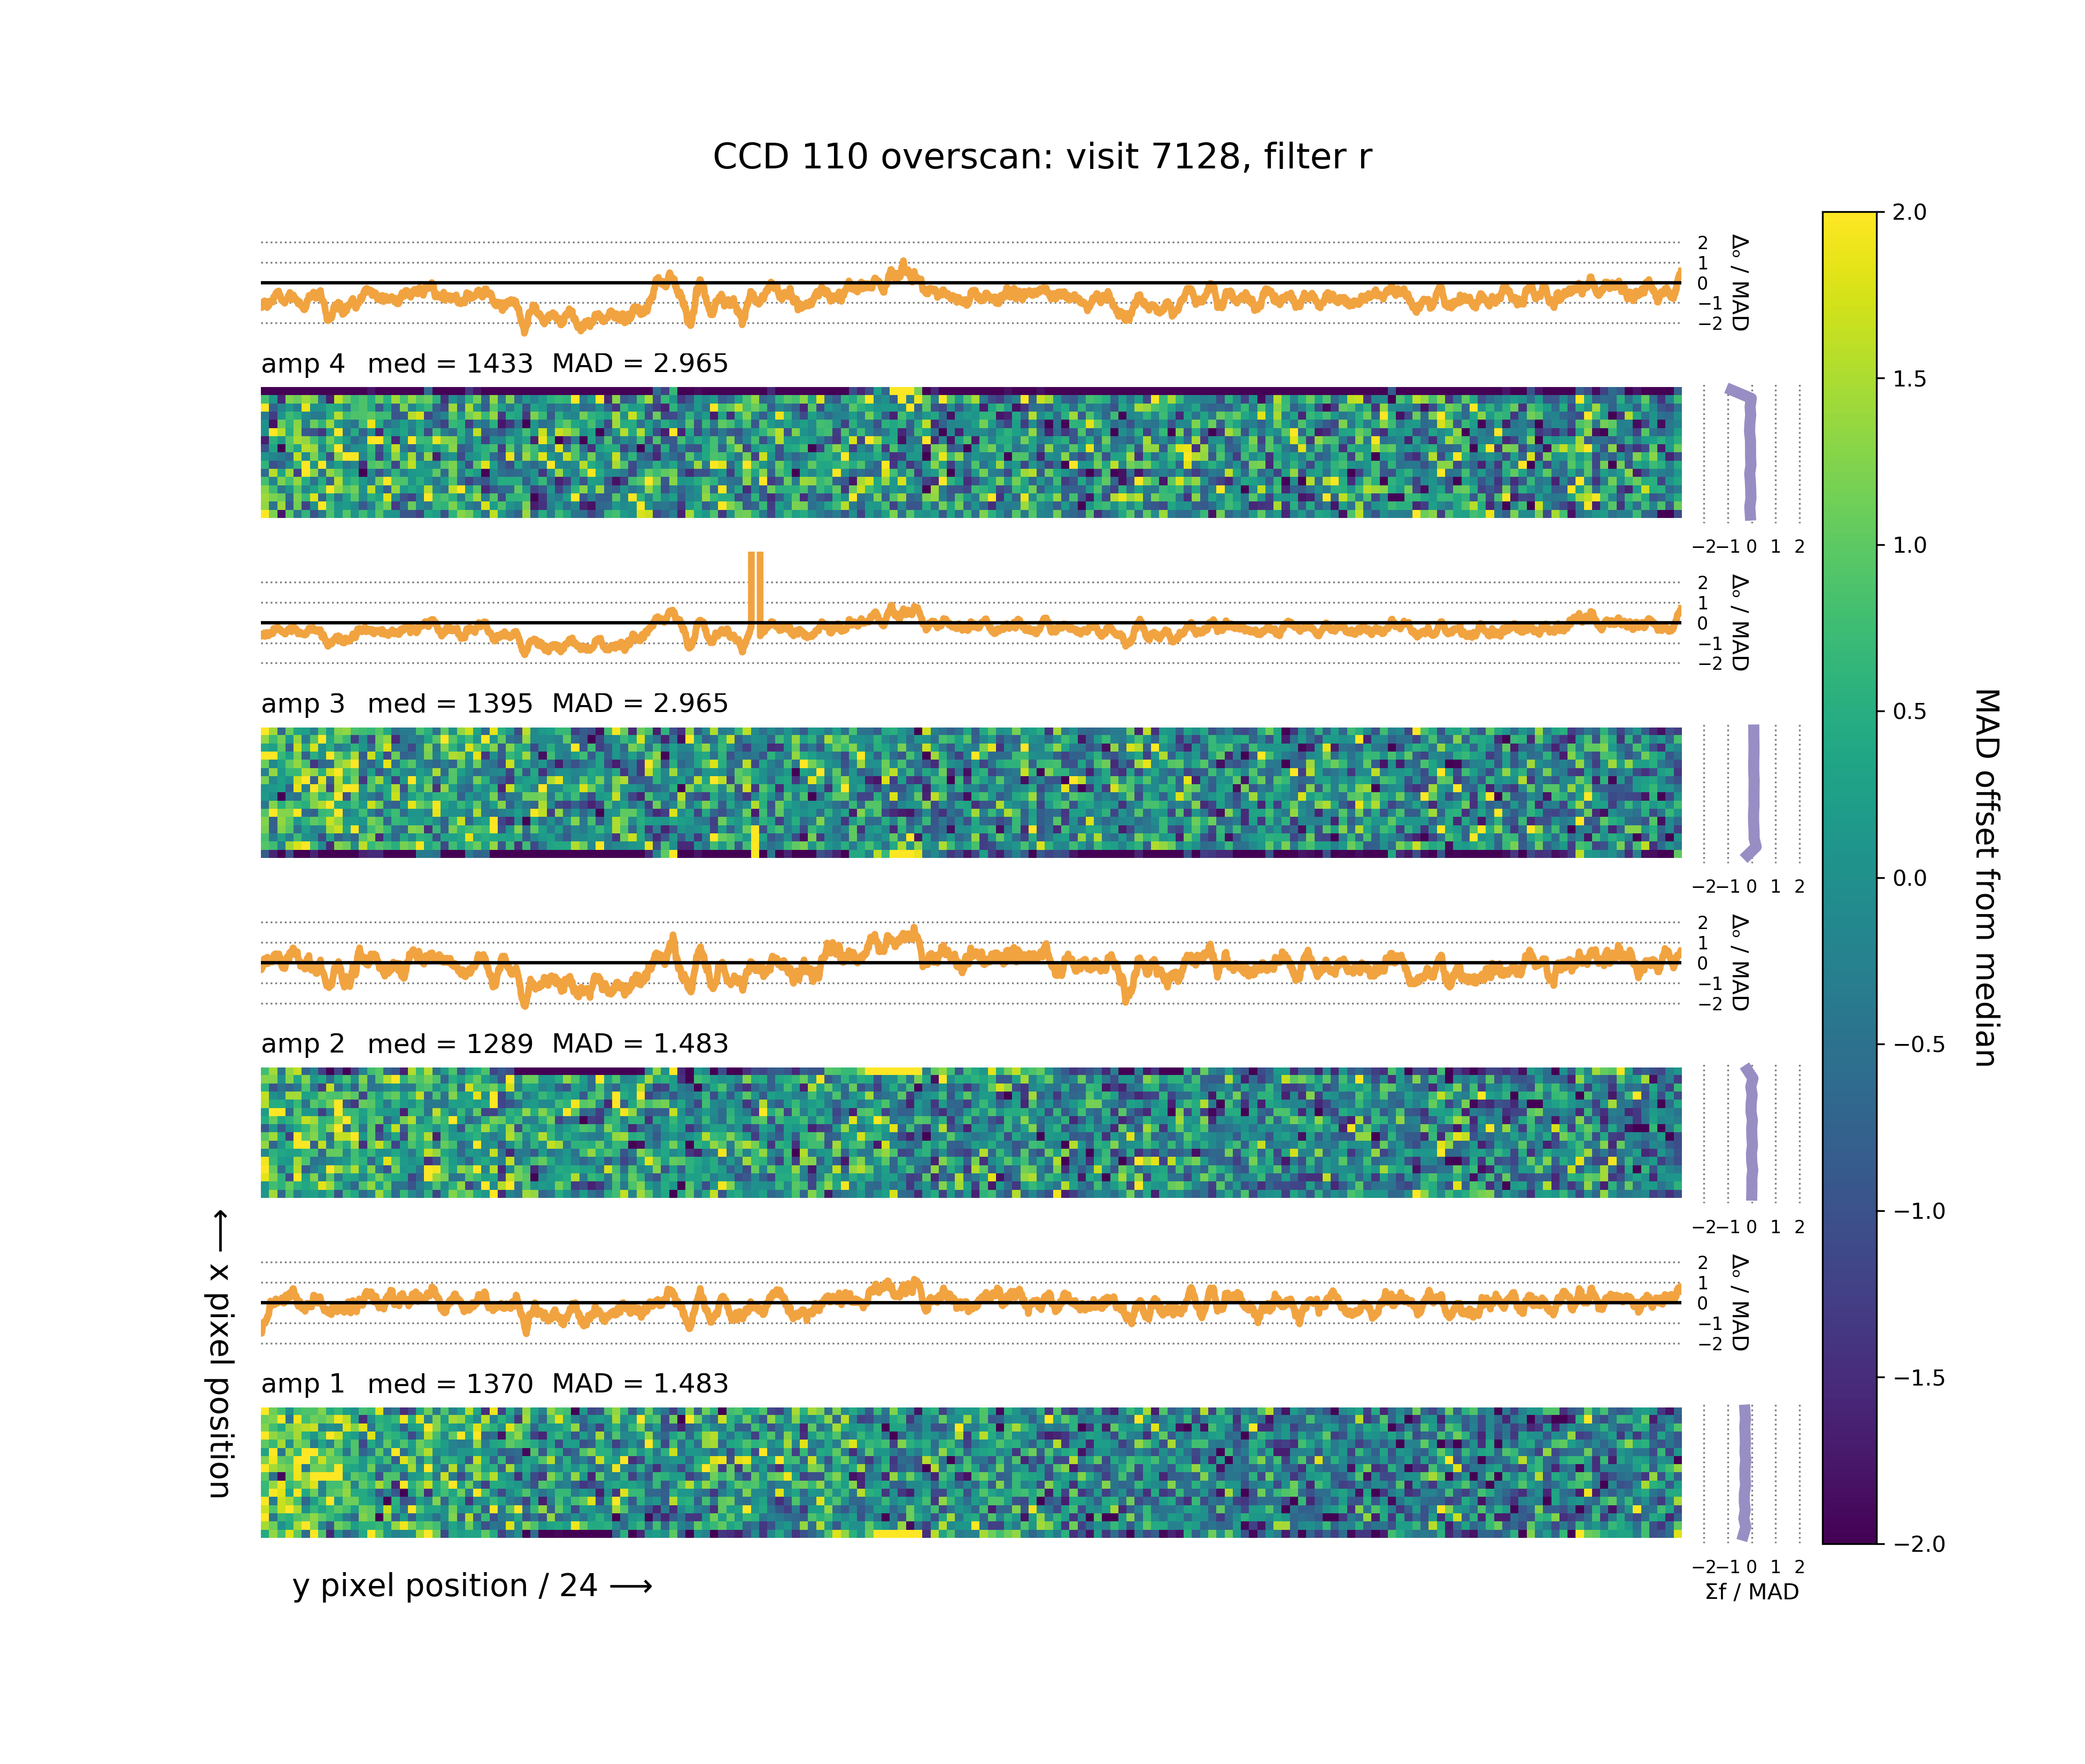 CCD 110 overscan: visit 7128, filter r
2
1
0
−1
−2
Δₒ / MAD
amp 4 med = 1433 MAD = 2.965
−2 −1 0 1 2
2
1
0
−1
−2
Δₒ / MAD
amp 3 med = 1395 MAD = 2.965
−2 −1 0 1 2
2
1
0
−1
−2
Δₒ / MAD
amp 2 med = 1289 MAD = 1.483
−2 −1 0 1 2
2
1
0
−1
−2
Δₒ / MAD
amp 1 med = 1370 MAD = 1.483
−2 −1 0 1 2
Σf / MAD
y pixel position / 24 ⟶
⟵ x pixel position
2.0
1.5
1.0
0.5
0.0
−0.5
−1.0
−1.5
−2.0
MAD offset from median